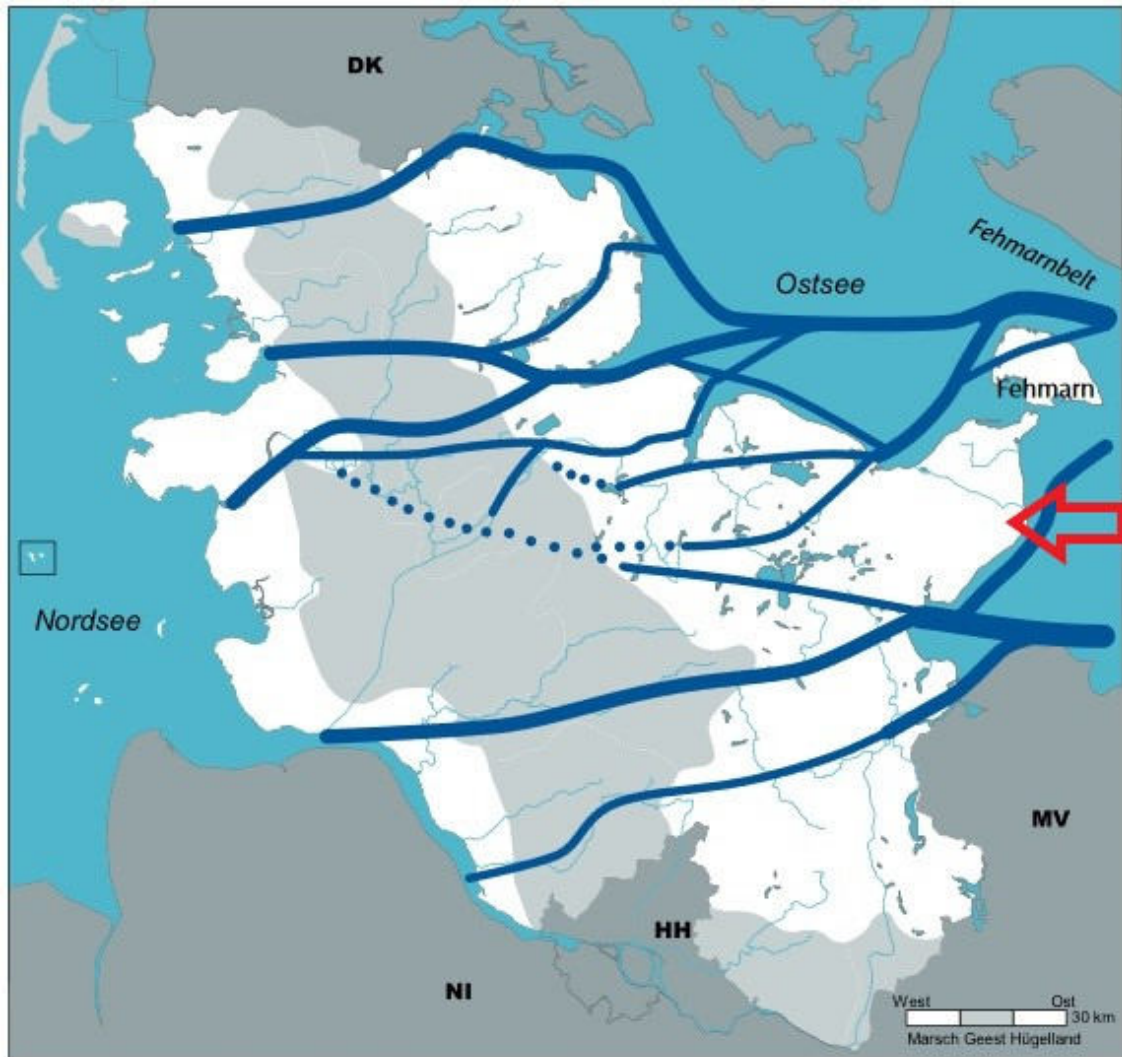 DK
Fehmarnbelt
Ostsee
Fehmarn
Nordsee
MV
HH
NI
West Ost
30 km
Marsch Geest Hügelland